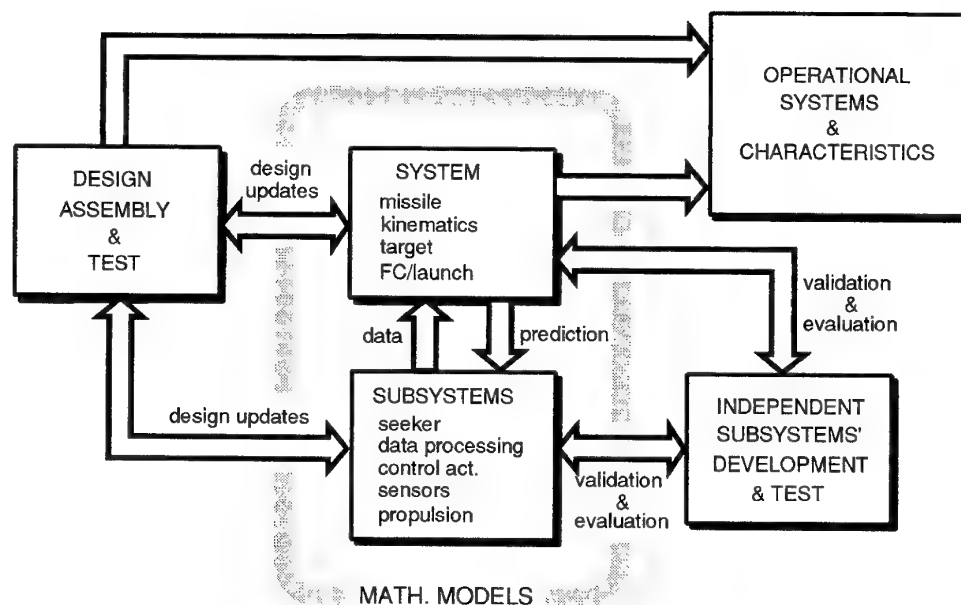 OPERATIONAL
SYSTEMS
&
CHARACTERISTICS
DESIGN
ASSEMBLY
&
TEST
design
updates
SYSTEM
missile
kinematics
target
FC/launch
validation
&
evaluation
data
prediction
design updates
SUBSYSTEMS
seeker
data processing
control act.
sensors
propulsion
validation
&
evaluation
INDEPENDENT
SUBSYSTEMS'
DEVELOPMENT
& TEST
MATH. MODELS